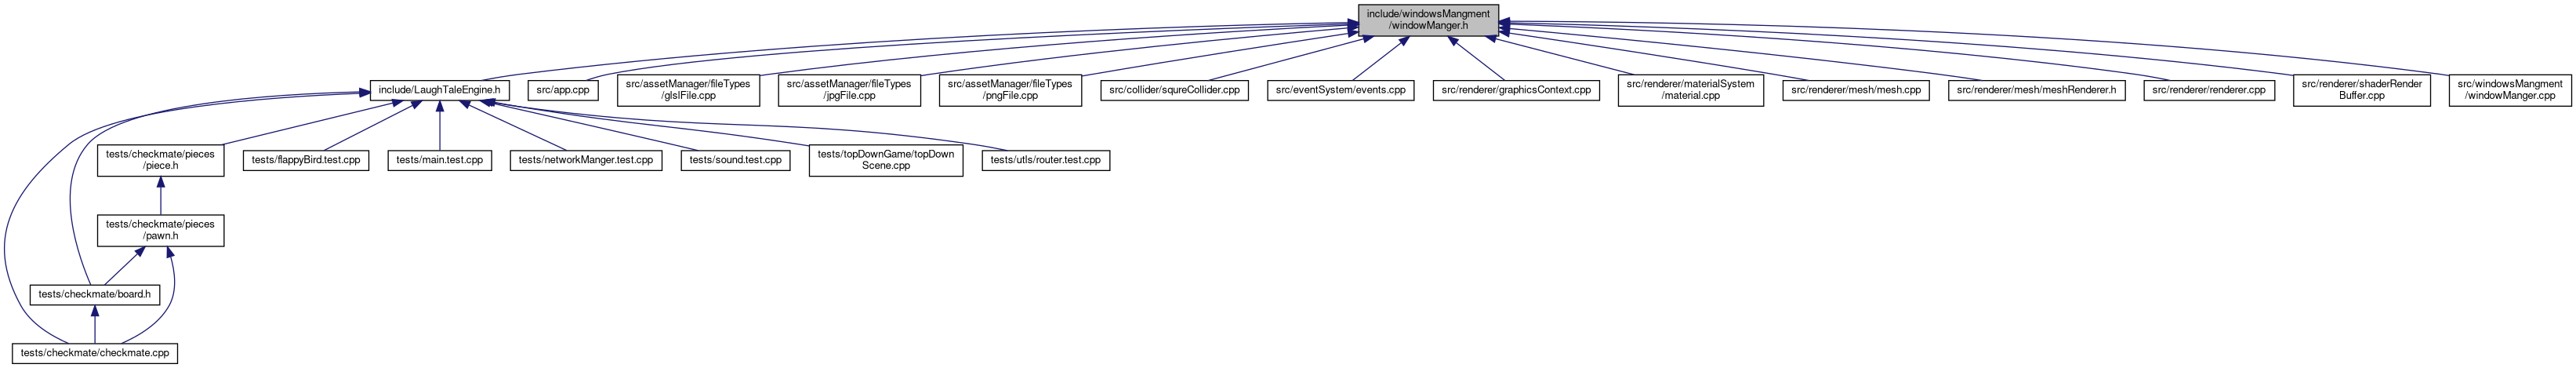 include/windowsMangment
/windowManger.h
include/LaughTaleEngine.h
src/app.cpp
src/assetManager/fileTypes
/glslFile.cpp
src/assetManager/fileTypes
/jpgFile.cpp
src/assetManager/fileTypes
/pngFile.cpp
src/collider/squreCollider.cpp
src/eventSystem/events.cpp
src/renderer/graphicsContext.cpp
src/renderer/materialSystem
/material.cpp
src/renderer/mesh/mesh.cpp
src/renderer/mesh/meshRenderer.h
src/renderer/renderer.cpp
src/renderer/shaderRender
Buffer.cpp
src/windowsMangment
/windowManger.cpp
tests/checkmate/pieces
/piece.h
tests/flappyBird.test.cpp
tests/main.test.cpp
tests/networkManger.test.cpp
tests/sound.test.cpp
tests/topDownGame/topDown
Scene.cpp
tests/utls/router.test.cpp
tests/checkmate/pieces
/pawn.h
tests/checkmate/board.h
tests/checkmate/checkmate.cpp